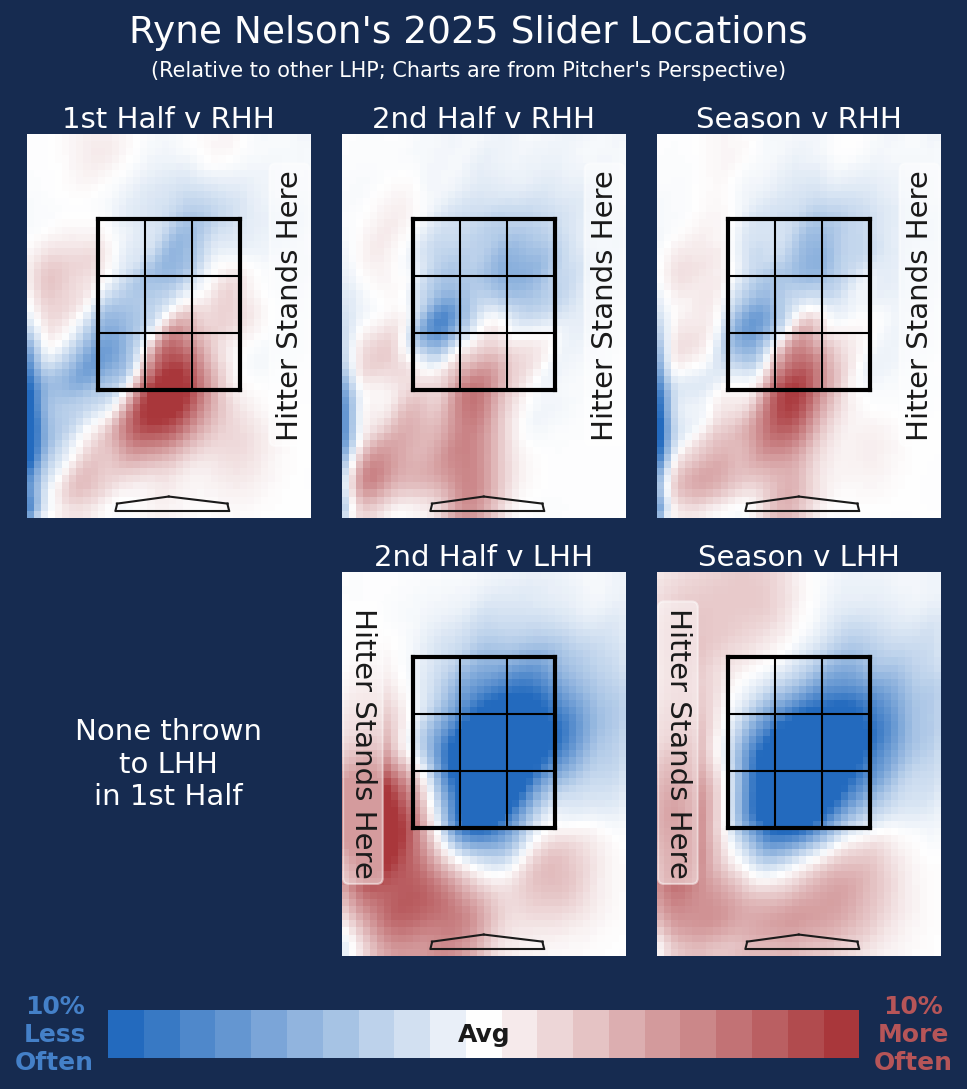 Ryne Nelson's 2025 Slider Locations
(Relative to other LHP; Charts are from Pitcher's Perspective)
1st Half v RHH
2nd Half v RHH
Season v RHH
Hitter Stands Here
Hitter Stands Here
Hitter Stands Here
2nd Half v LHH
Season v LHH
None thrown
to LHH
in 1st Half
Hitter Stands Here
Hitter Stands Here
10%
Less
Often
Avg
10%
More
Often